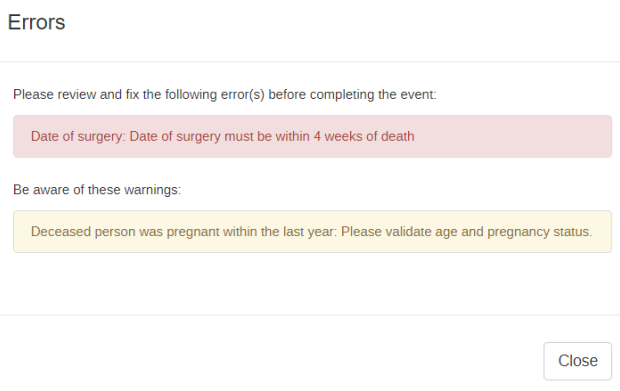 Errors
Please review and fix the following error(s) before completing the event:
Date of surgery: Date of surgery must be within 4 weeks of death
Be aware of these warnings:
Deceased person was pregnant within the last year: Please validate age and pregnancy status.
Close